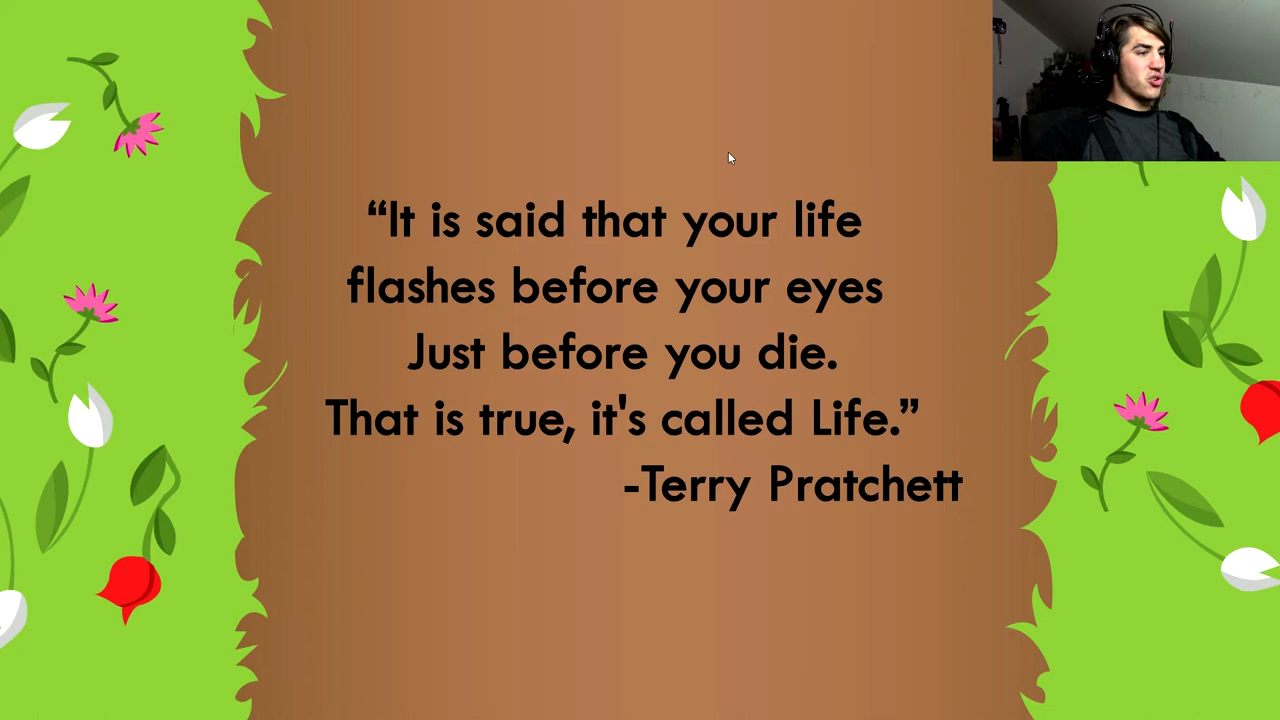 “It is said that your life
flashes before your eyes
Just before you die.
That is true, it's called Life.”
-Terry Pratchett